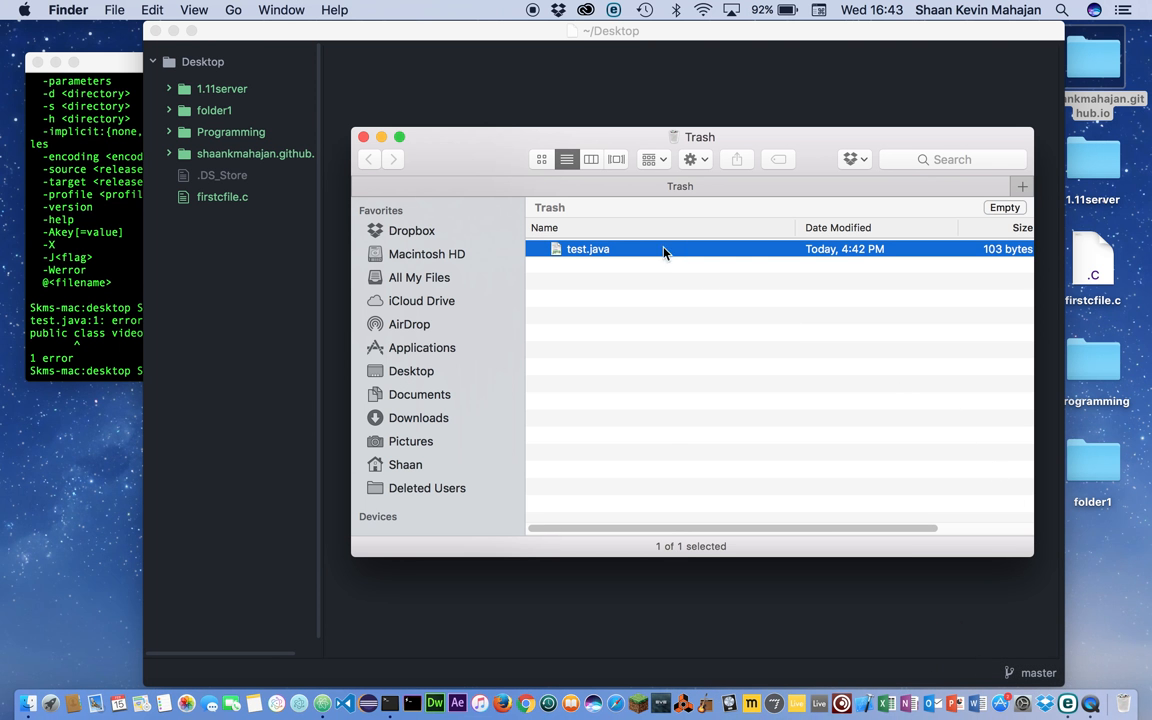 Finder File Edit View Go Window Help
92% Wed 16:43 Shaan Kevin Mahajan
~/Desktop
Desktop
1.11server
folder1
Programming
shaankmahajan.github.
.DS_Store
firstcfile.c
-parameters
-d <directory>
-s <directory>
-h <directory>
-implicit:{none,
les
-encoding <encod
-source <release
-target <release
-profile <profil
-version
-help
-Akey[=value]
-X
-J<flag>
-Werror
@<filename>
Skms-mac:desktop S
test.java:1: error
public class video
^
1 error
Skms-mac:desktop S
Trash
Search
Trash
Favorites
Dropbox
Macintosh HD
All My Files
iCloud Drive
AirDrop
Applications
Desktop
Documents
Downloads
Pictures
Shaan
Deleted Users
Devices
Trash
Empty
Name Date Modified Size
test.java Today, 4:42 PM 103 bytes
1 of 1 selected
ankmahajan.git
hub.io
1.11server
.C
firstcfile.c
rogramming
folder1
master
15
Dw
Ae
Live
Live